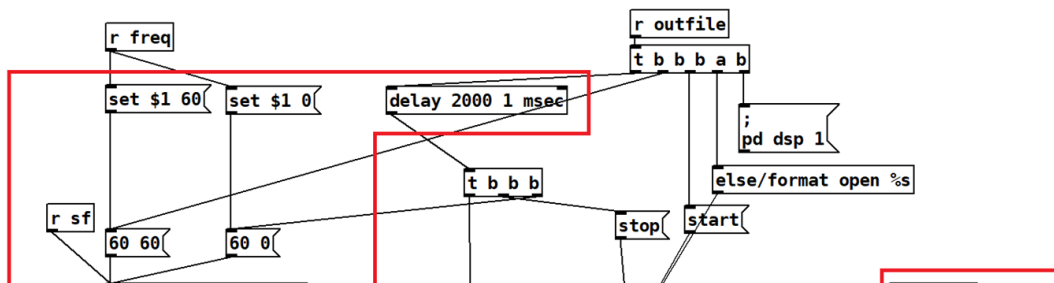 r outfile
r freq
t b b b a b
set $1 60
set $1 0
delay 2000 1 msec
;
pd dsp 1
t b b b
else/format open %s
r sf
stop
start
60 60
60 0